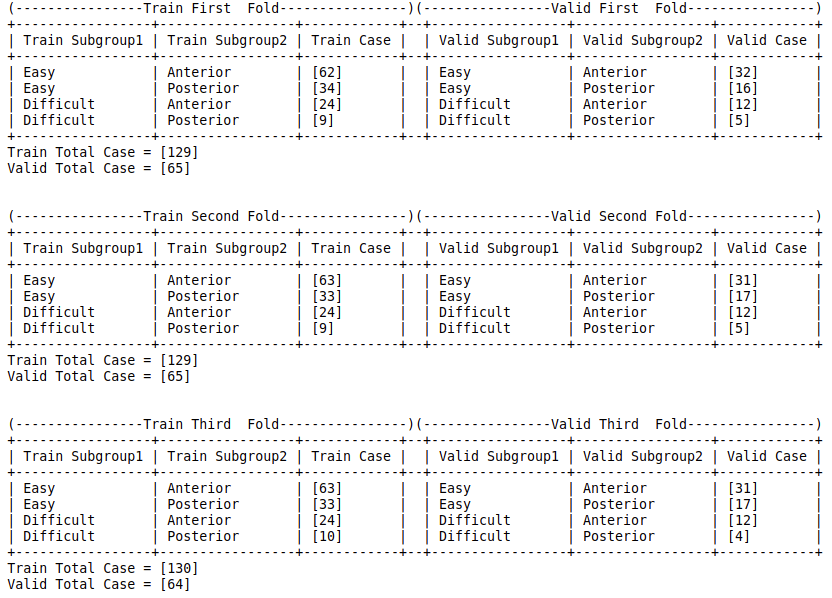 (----------------Train First  Fold----------------)(----------------Valid First  Fold----------------)
+-----------------+-----------------+------------+--+-----------------+-----------------+------------+
| Train Subgroup1 | Train Subgroup2 | Train Case |  | Valid Subgroup1 | Valid Subgroup2 | Valid Case |
+-----------------+-----------------+------------+--+-----------------+-----------------+------------+
| Easy            | Anterior        | [62]       |  | Easy            | Anterior        | [32]       |
| Easy            | Posterior       | [34]       |  | Easy            | Posterior       | [16]       |
| Difficult       | Anterior        | [24]       |  | Difficult       | Anterior        | [12]       |
| Difficult       | Posterior       | [9]        |  | Difficult       | Posterior       | [5]        |
+-----------------+-----------------+------------+--+-----------------+-----------------+------------+
Train Total Case = [129]
Valid Total Case = [65]
(----------------Train Second Fold----------------)(----------------Valid Second Fold----------------)
+-----------------+-----------------+------------+--+-----------------+-----------------+------------+
| Train Subgroup1 | Train Subgroup2 | Train Case |  | Valid Subgroup1 | Valid Subgroup2 | Valid Case |
+-----------------+-----------------+------------+--+-----------------+-----------------+------------+
| Easy            | Anterior        | [63]       |  | Easy            | Anterior        | [31]       |
| Easy            | Posterior       | [33]       |  | Easy            | Posterior       | [17]       |
| Difficult       | Anterior        | [24]       |  | Difficult       | Anterior        | [12]       |
| Difficult       | Posterior       | [9]        |  | Difficult       | Posterior       | [5]        |
+-----------------+-----------------+------------+--+-----------------+-----------------+------------+
Train Total Case = [129]
Valid Total Case = [65]
(----------------Train Third  Fold----------------)(----------------Valid Third  Fold----------------)
+-----------------+-----------------+------------+--+-----------------+-----------------+------------+
| Train Subgroup1 | Train Subgroup2 | Train Case |  | Valid Subgroup1 | Valid Subgroup2 | Valid Case |
+-----------------+-----------------+------------+--+-----------------+-----------------+------------+
| Easy            | Anterior        | [63]       |  | Easy            | Anterior        | [31]       |
| Easy            | Posterior       | [33]       |  | Easy            | Posterior       | [17]       |
| Difficult       | Anterior        | [24]       |  | Difficult       | Anterior        | [12]       |
| Difficult       | Posterior       | [10]       |  | Difficult       | Posterior       | [4]        |
+-----------------+-----------------+------------+--+-----------------+-----------------+------------+
Train Total Case = [130]
Valid Total Case = [64]